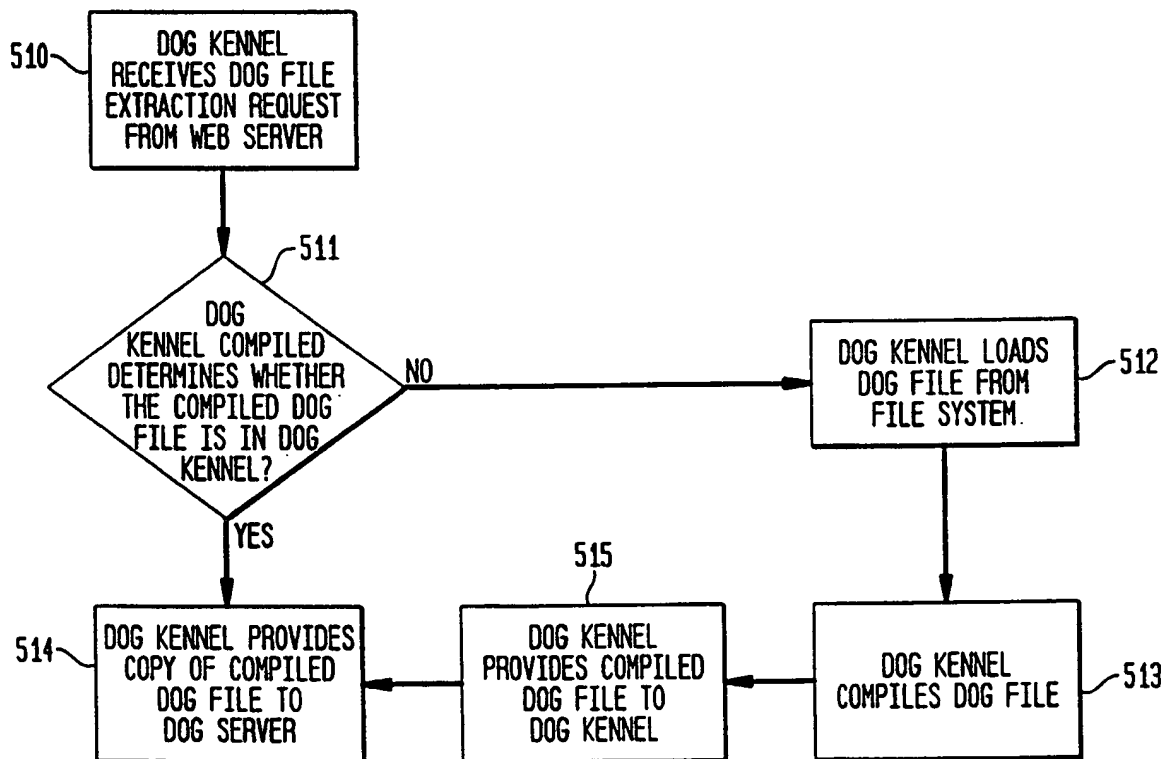 510
DOG KENNEL
RECEIVES DOG FILE
EXTRACTION REQUEST
FROM WEB SERVER
511
DOG
KENNEL COMPILED
DETERMINES WHETHER
THE COMPILED DOG
FILE IS IN DOG
KENNEL?
NO
YES
DOG KENNEL LOADS
DOG FILE FROM
FILE SYSTEM.
512
DOG KENNEL
COMPILES DOG FILE
513
515
DOG KENNEL
PROVIDES COMPILED
DOG FILE TO
DOG KENNEL
514
DOG KENNEL PROVIDES
COPY OF COMPILED
DOG FILE TO
DOG SERVER